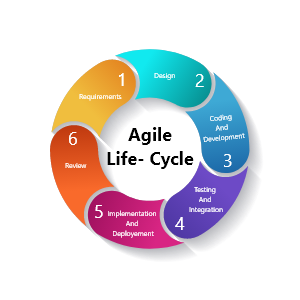 Agile
Life- Cycle
1
Requirements
Design
2
Coding
And
Development
3
Testing
And
Integration
4
5
Implementation
And
Deployement
6
Review